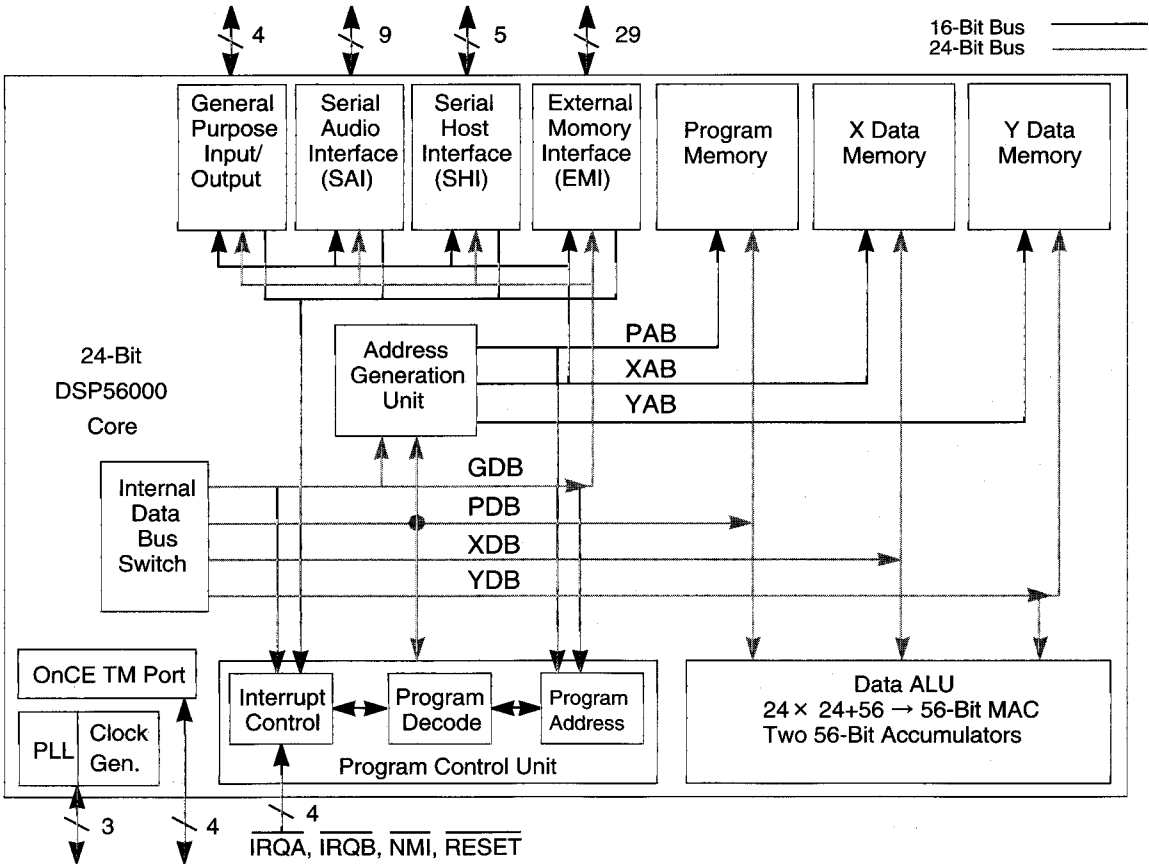 4
9
5
29
16-Bit Bus
24-Bit Bus
General
Purpose
Input/
Output
Serial
Audio
Interface
(SAI)
Serial
Host
Interface
(SHI)
External
Momory
Interface
(EMI)
Program
Memory
X Data
Memory
Y Data
Memory
24-Bit
DSP56000
Core
Address
Generation
Unit
PAB
XAB
YAB
Internal
Data
Bus
Switch
GDB
PDB
XDB
YDB
OnCE TM Port
PLL
Clock
Gen.
Interrupt
Control
Program
Decode
Program
Address
Program Control Unit
Data ALU
24 × 24+56 → 56-Bit MAC
Two 56-Bit Accumulators
3
4
4
IRQA, IRQB, NMI, RESET